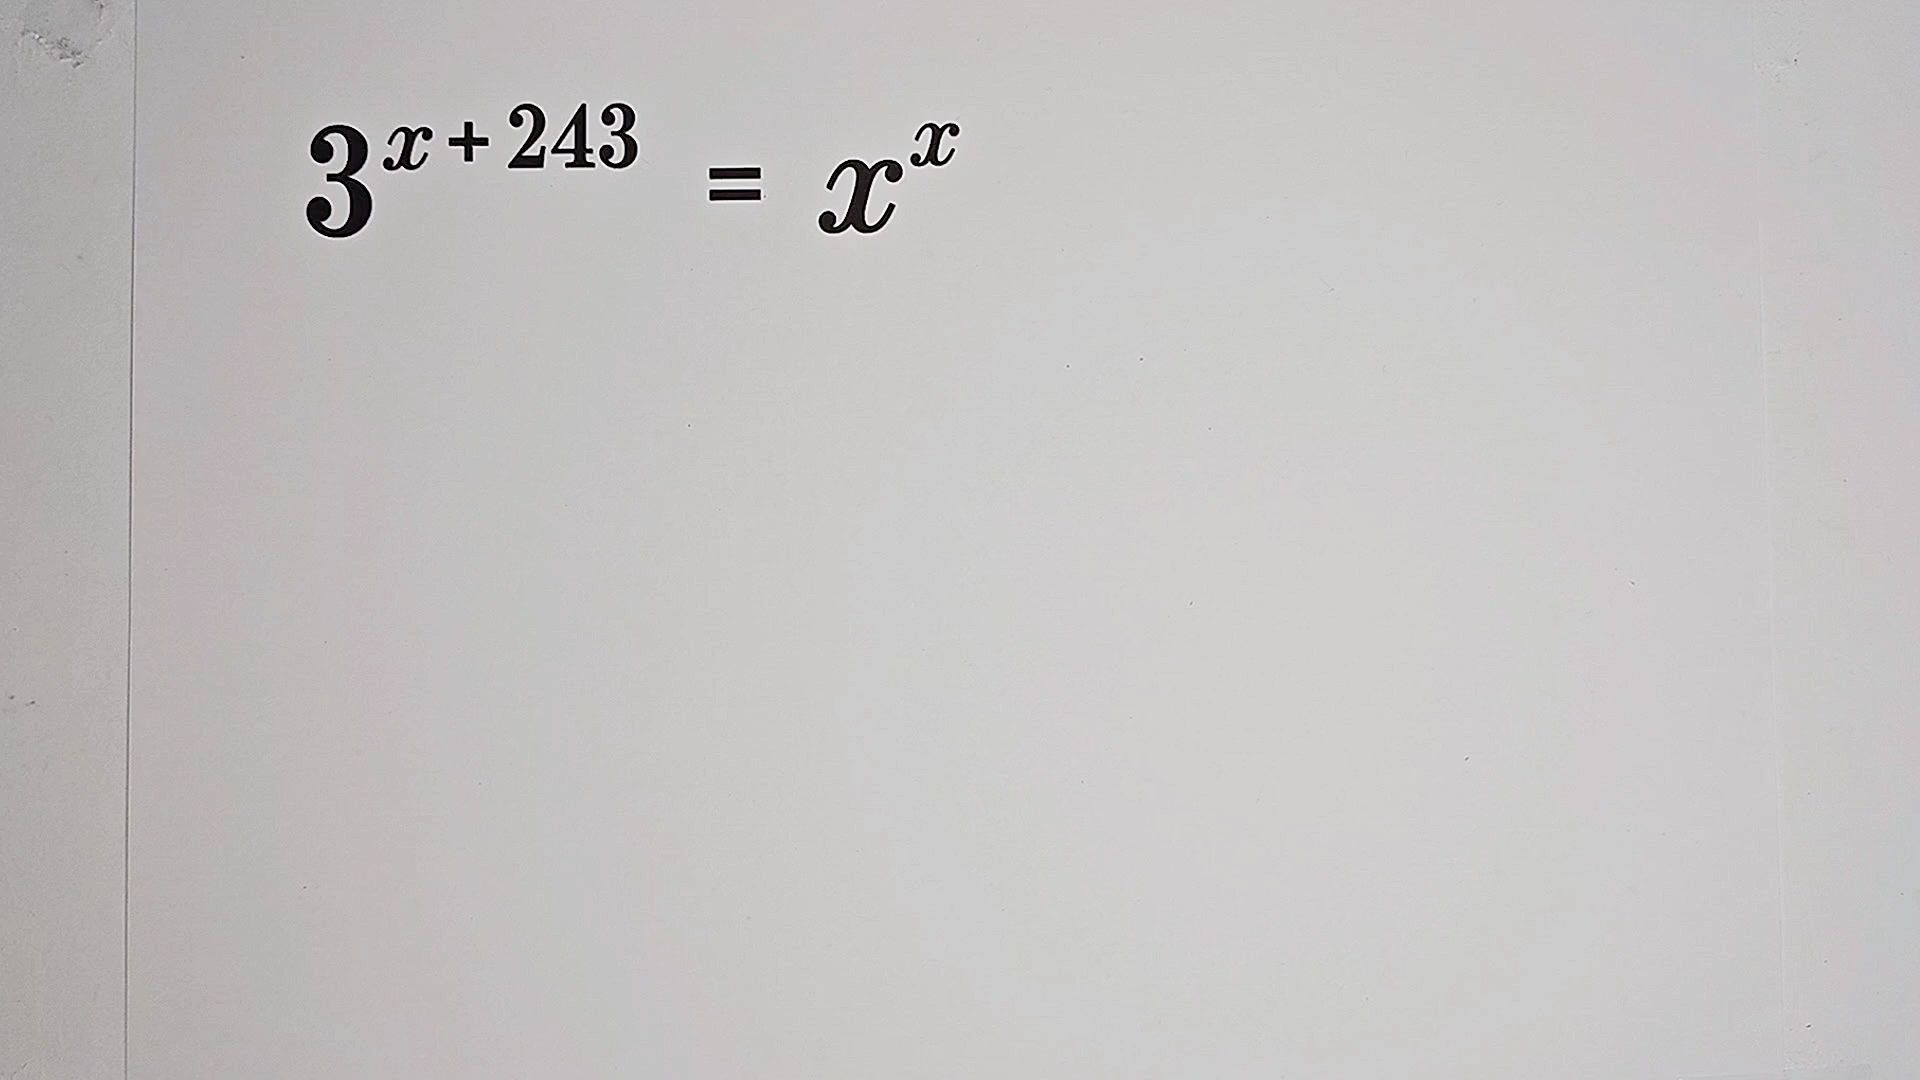 3^{x + 243} = x^x